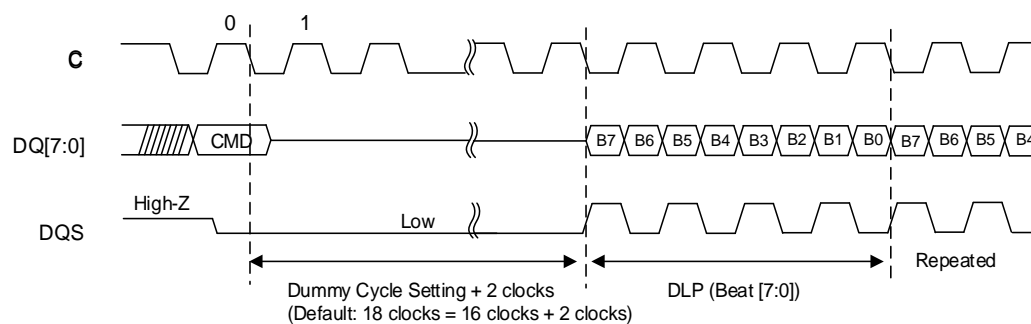 0 1
C
DQ[7:0] CMD B7 B6 B5 B4 B3 B2 B1 B0 B7 B6 B5 B4
High-Z
DQS Low
Repeated
Dummy Cycle Setting + 2 clocks DLP (Beat [7:0])
(Default: 18 clocks = 16 clocks + 2 clocks)